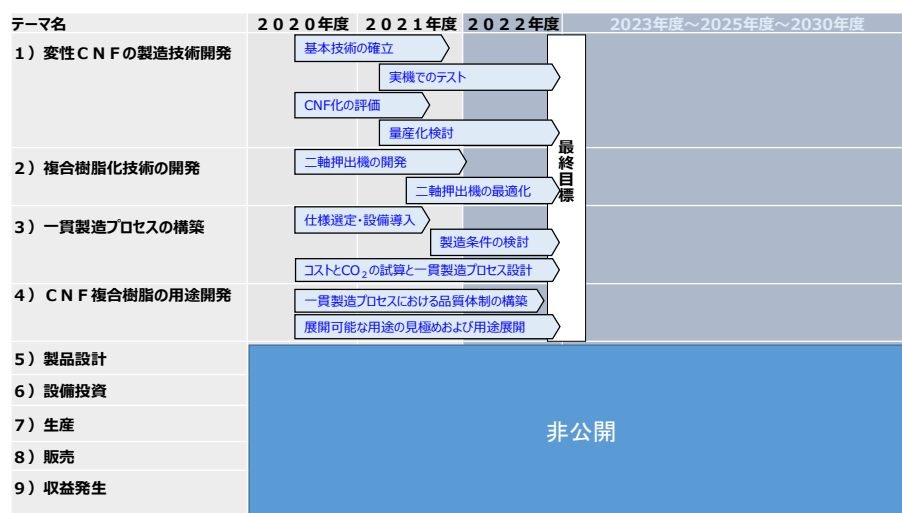 テーマ名 2020年度 2021年度 2022年度 2023年度～2025年度～2030年度
1）変性ＣＮＦの製造技術開発
基本技術の確立
実機でのテスト
CNF化の評価
量産化検討
2）複合樹脂化技術の開発
二軸押出機の開発
二軸押出機の最適化
3）一貫製造プロセスの構築
仕様選定・設備導入
製造条件の検討
コストとCO₂の試算と一貫製造プロセス設計
4）ＣＮＦ複合樹脂の用途開発
一貫製造プロセスにおける品質体制の構築
展開可能な用途の見極めおよび用途展開
最終目標
5）製品設計
6）設備投資
7）生産
8）販売
9）収益発生
非公開